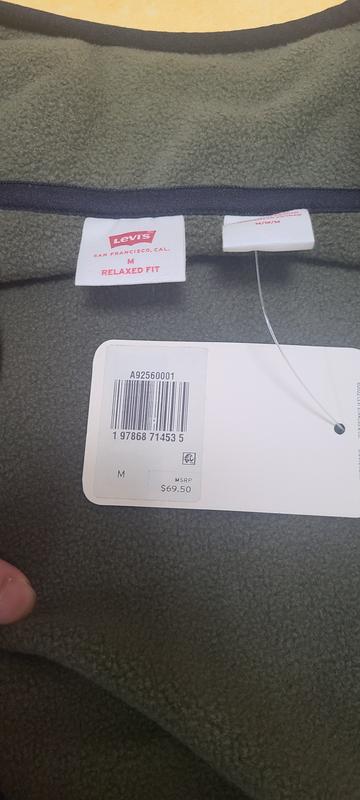 Levi's
SAN FRANCISCO, CAL.
M
RELAXED FIT
M/M/M
A92560001
1 97868 71453 5
M
MSRP
$69.50